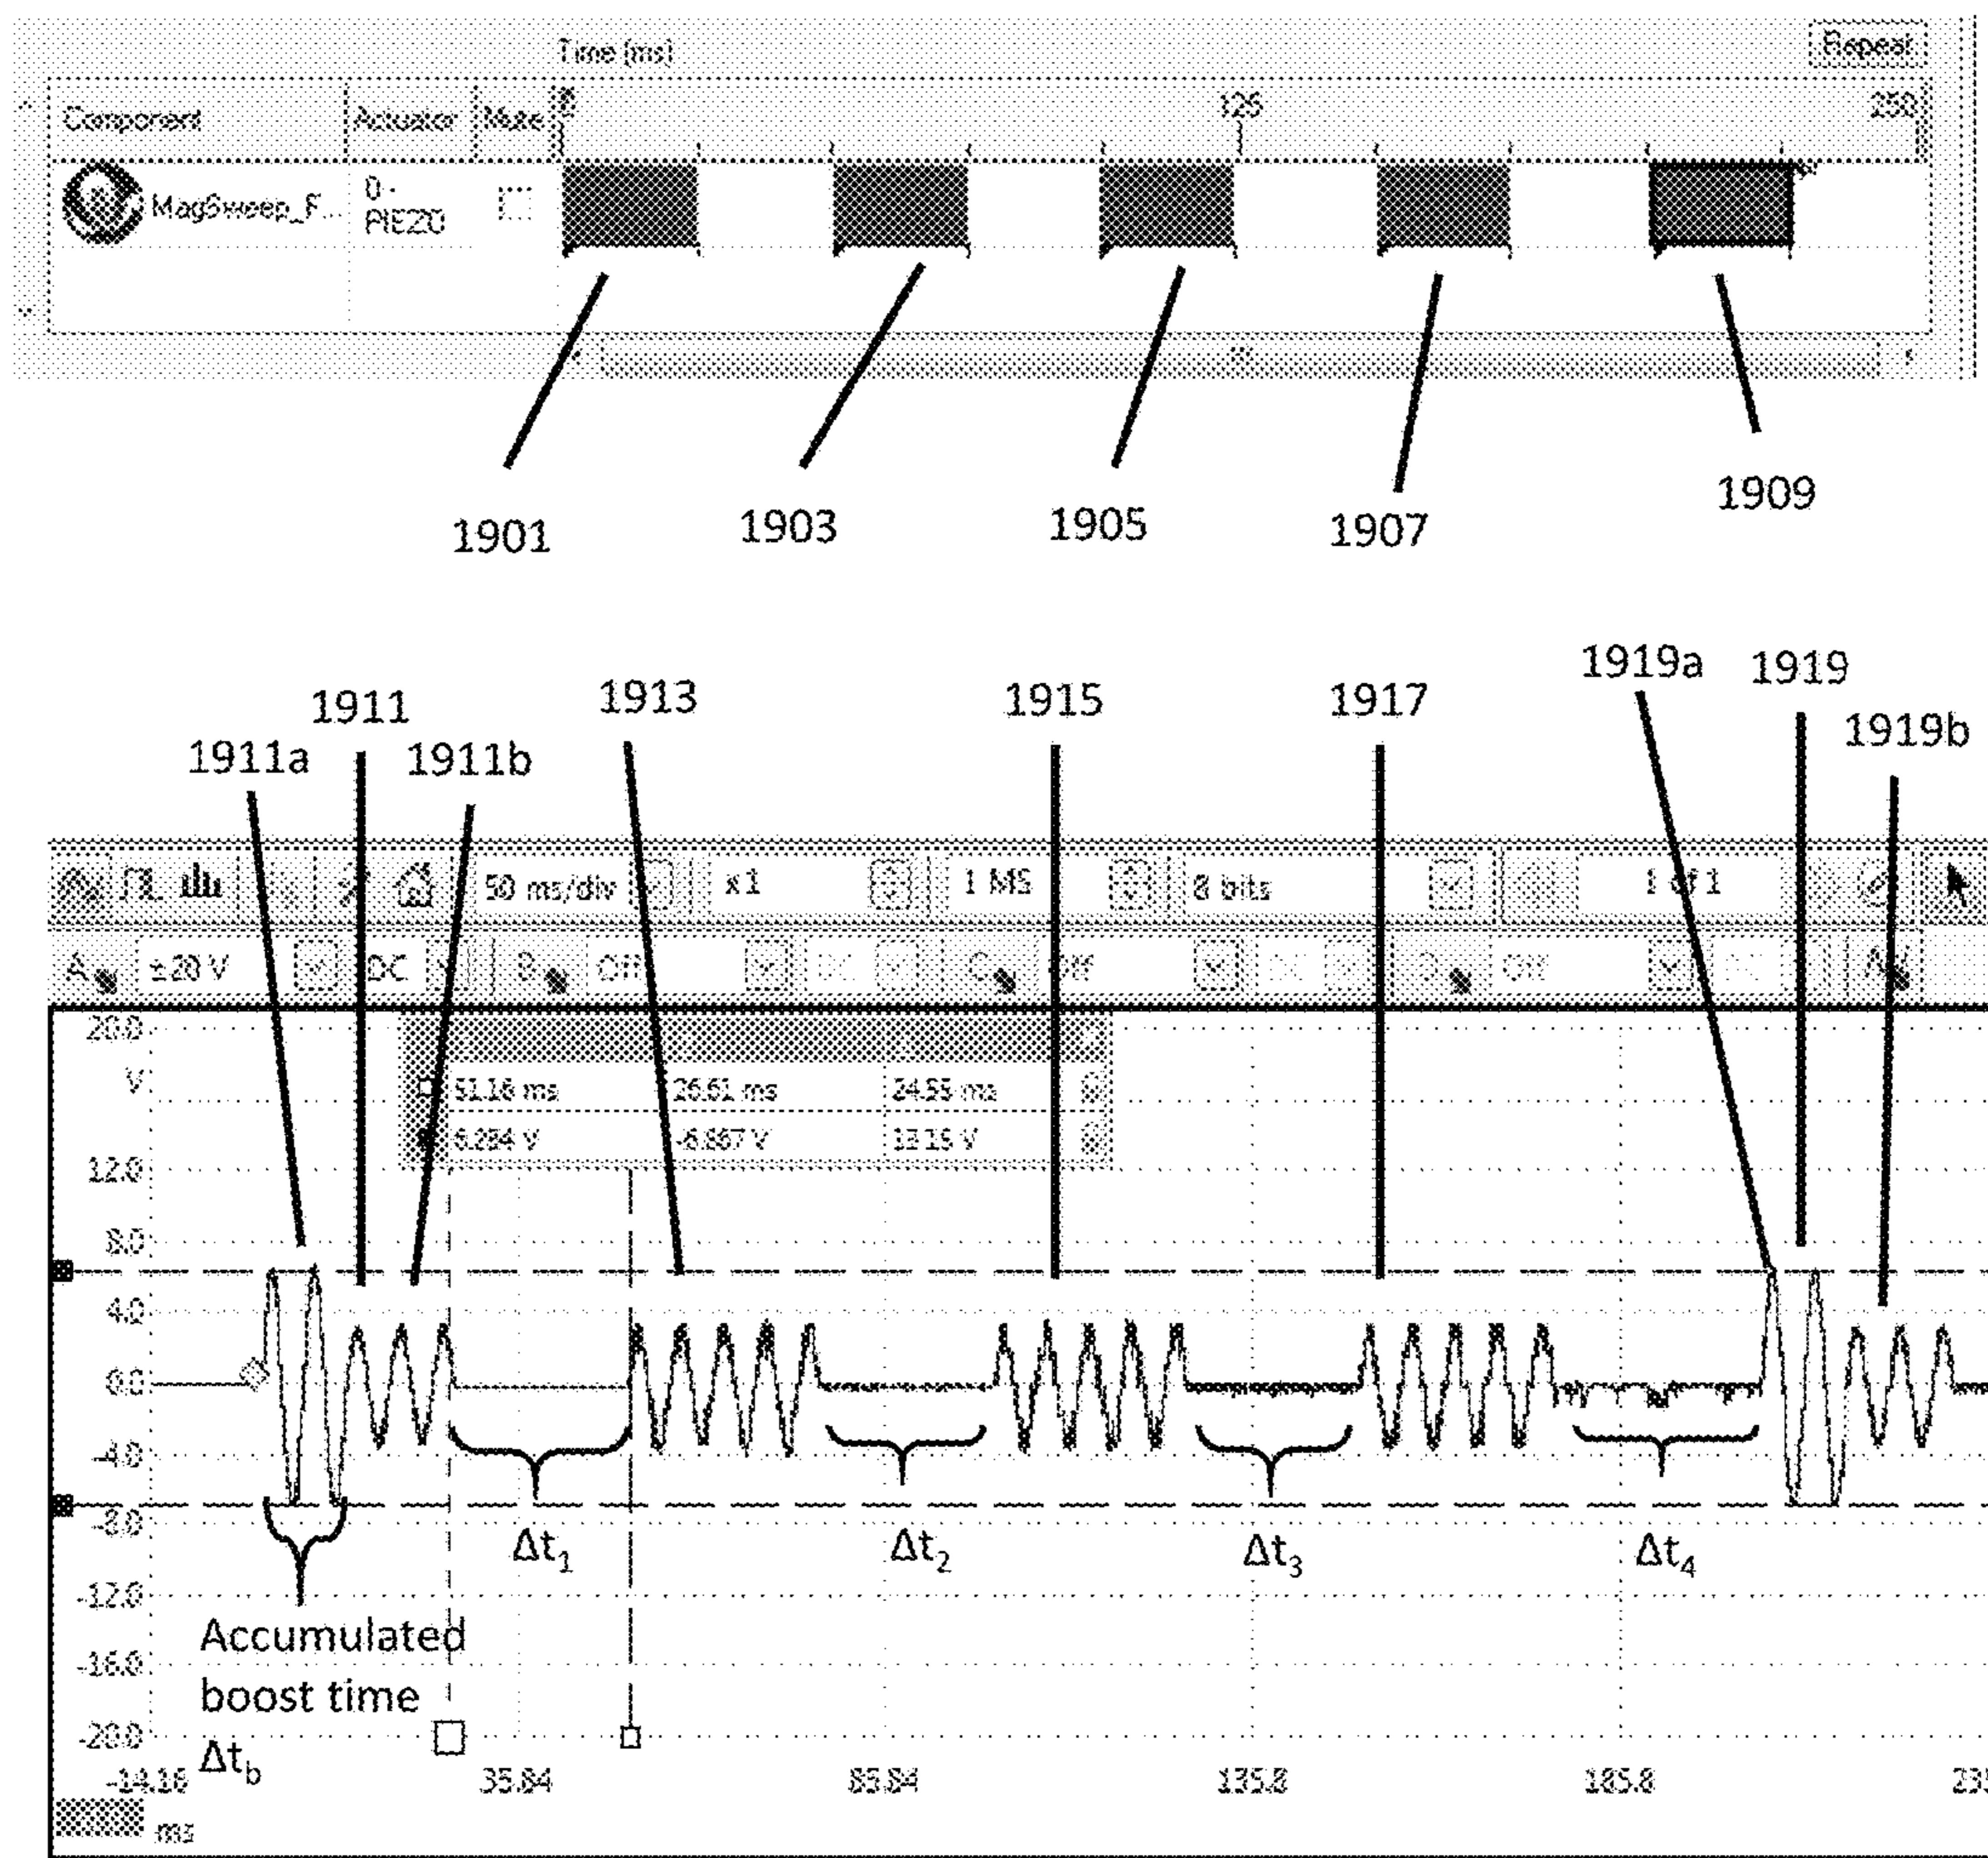 Time [ms]
Repeat
Component Actuator Mute 0 125 250
MagSweep_F... 0 - PIEZO
1901 1903 1905 1907 1909
1919a 1919
1911 1913 1915 1917
1911a 1911b 1919b
50 ms/div x1 1 MS 8 bits 1 of 1
A ±20 V DC B Off DC C Off DC D Off DC
20.0
V
51.16 ms 26.61 ms 24.55 ms
-6.867 V 13.15 V
12.0
8.0
4.0
0.0
-4.0
-8.0
Δt1 Δt2 Δt3 Δt4
-12.0
Accumulated
-16.0
boost time
-20.0
Δtb
-14.16 35.84 85.84 135.8 185.8
ms